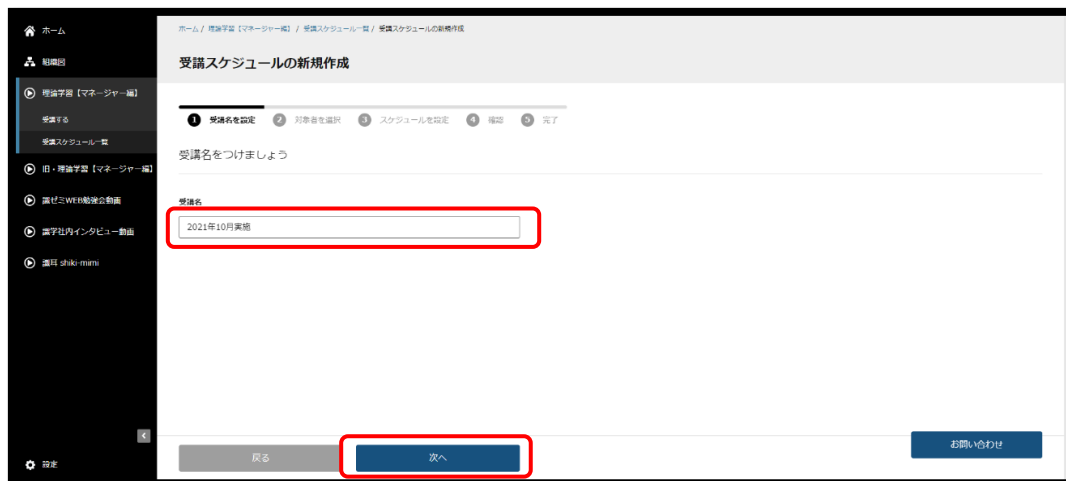 ホーム
組織図
理論学習【マネージャー編】
受講する
受講スケジュール一覧
旧・理論学習【マネージャー編】
識ゼミWEB勉強会動画
識学社内インタビュー動画
識耳 shiki-mimi
設定
ホーム / 理論学習【マネージャー編】 / 受講スケジュール一覧 / 受講スケジュールの新規作成
受講スケジュールの新規作成
1 受講名を設定 2 対象者を選択 3 スケジュールを設定 4 確認 5 完了
受講名をつけましょう
受講名
2021年10月実施
戻る
次へ
お問い合わせ